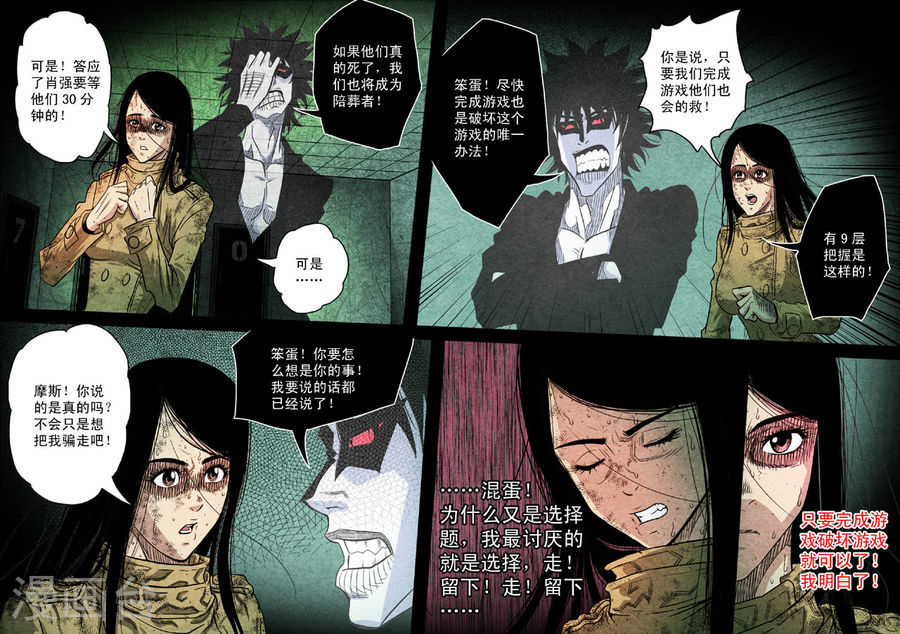 可是！答应
了肖强要等
他们30分
钟的！
如果他们真
的死了，我
们也将成为
陪葬者！
可是
……
笨蛋！尽快
完成游戏也
是破坏这个
游戏的唯一
办法！
你是说，只
要我们完成
游戏他们也
会的救！
有9层
把握是
这样的！
7
0
摩斯！你说
的是真的吗？
不会只是想
把我骗走吧！
笨蛋！你要怎
么想是你的事！
我要说的话都
已经说了！
……混蛋！
为什么又是选择
题，我最讨厌的
就是选择，走！
留下！走！留下
……
只要完成游
戏破坏游戏
就可以了！
我明白了！
漫画台